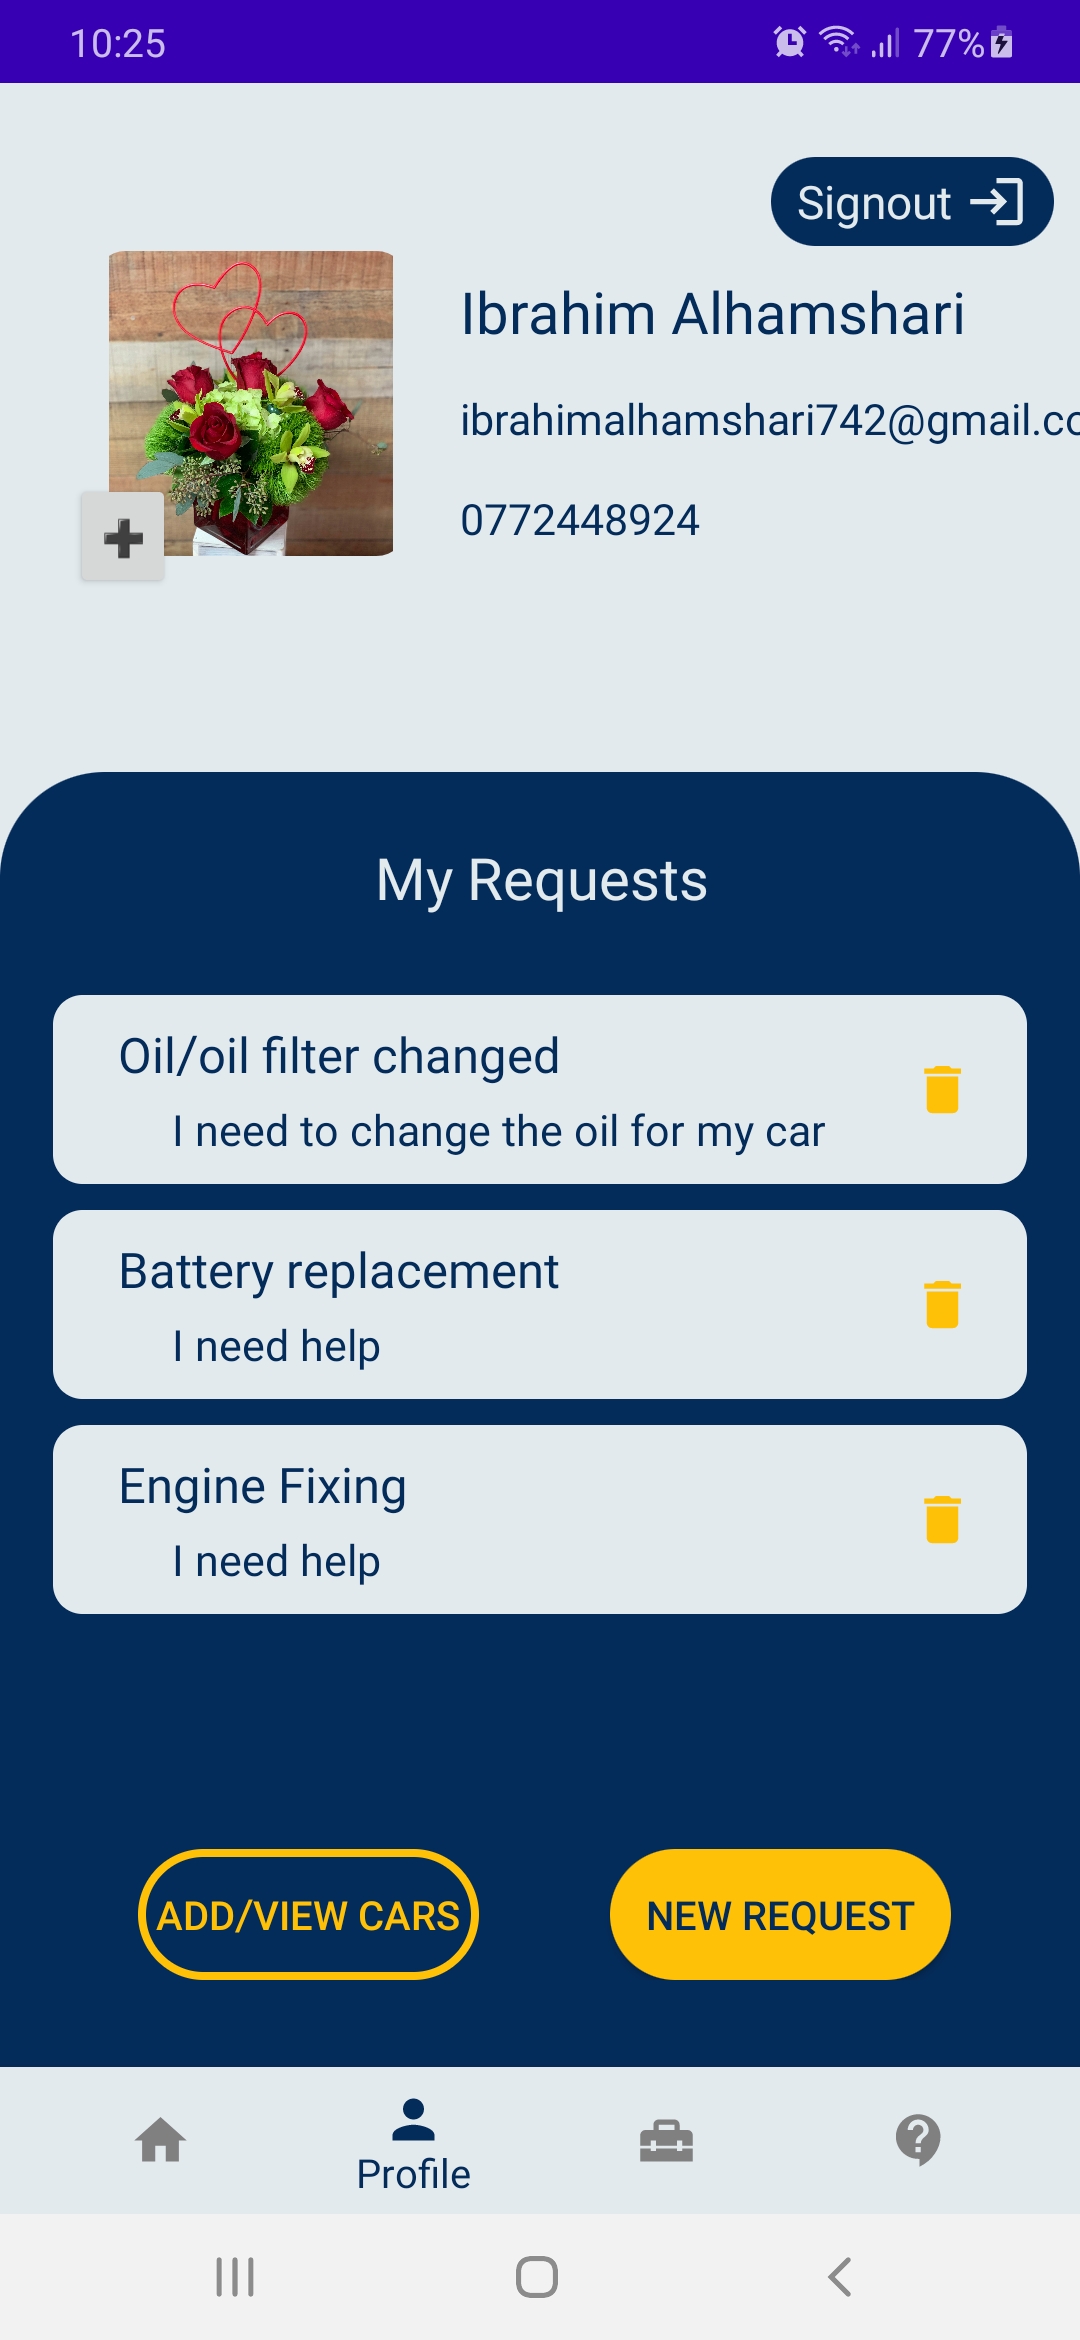 10:25
77%
Signout
Ibrahim Alhamshari
ibrahimalhamshari742@gmail.co
0772448924
My Requests
Oil/oil filter changed
I need to change the oil for my car
Battery replacement
I need help
Engine Fixing
I need help
ADD/VIEW CARS
NEW REQUEST
Profile